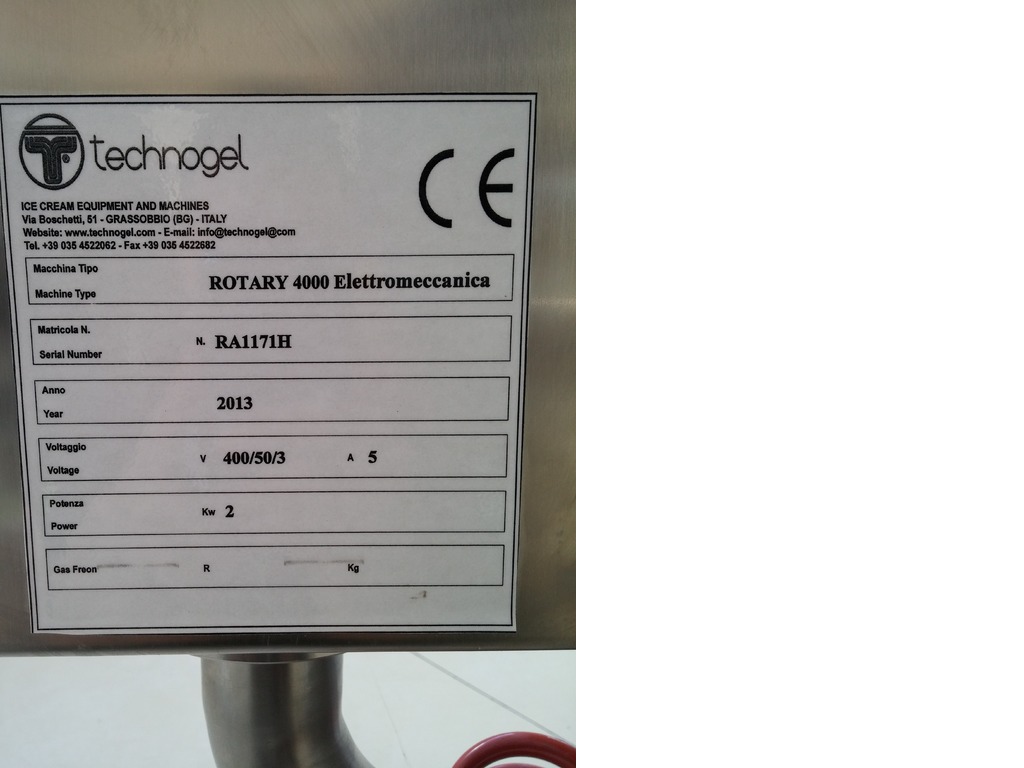 technogel
CE
ICE CREAM EQUIPMENT AND MACHINES
Via Boschetti, 51 - GRASSOBBIO (BG) - ITALY
Website: www.technogel.com - E-mail: info@technogel@com
Tel. +39 035 4522062 - Fax +39 035 4522682
Macchina Tipo
Machine Type
ROTARY 4000 Elettromeccanica
Matricola N.
Serial Number
N. RA1171H
Anno
Year
2013
Voltaggio
Voltage
V 400/50/3 A 5
Potenza
Power
Kw 2
Gas Freon R Kg